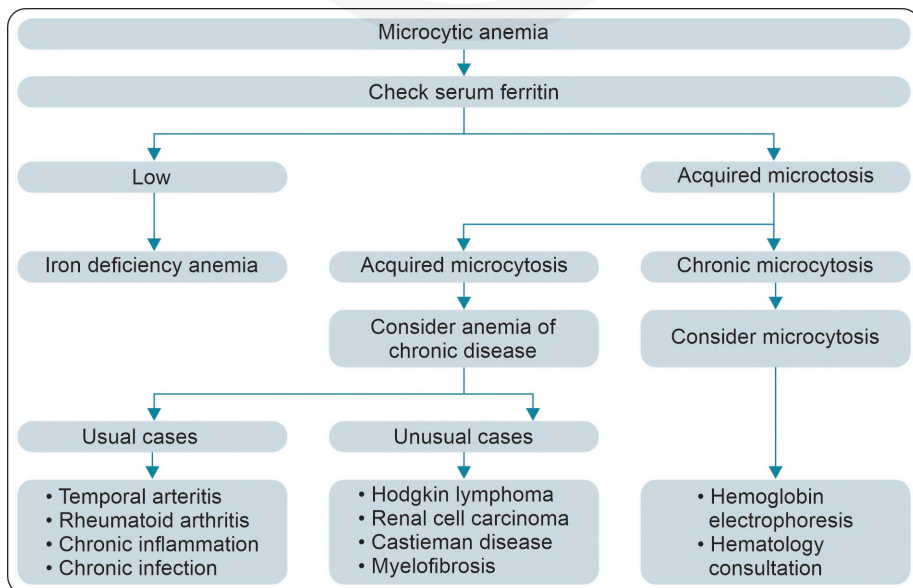 Microcytic anemia
Check serum ferritin
Low
Acquired microctosis
Iron deficiency anemia
Acquired microcytosis
Chronic microcytosis
Consider anemia of
chronic disease
Consider microcytosis
Usual cases
Unusual cases
• Temporal arteritis
• Rheumatoid arthritis
• Chronic inflammation
• Chronic infection
• Hodgkin lymphoma
• Renal cell carcinoma
• Castieman disease
• Myelofibrosis
• Hemoglobin
electrophoresis
• Hematology
consultation